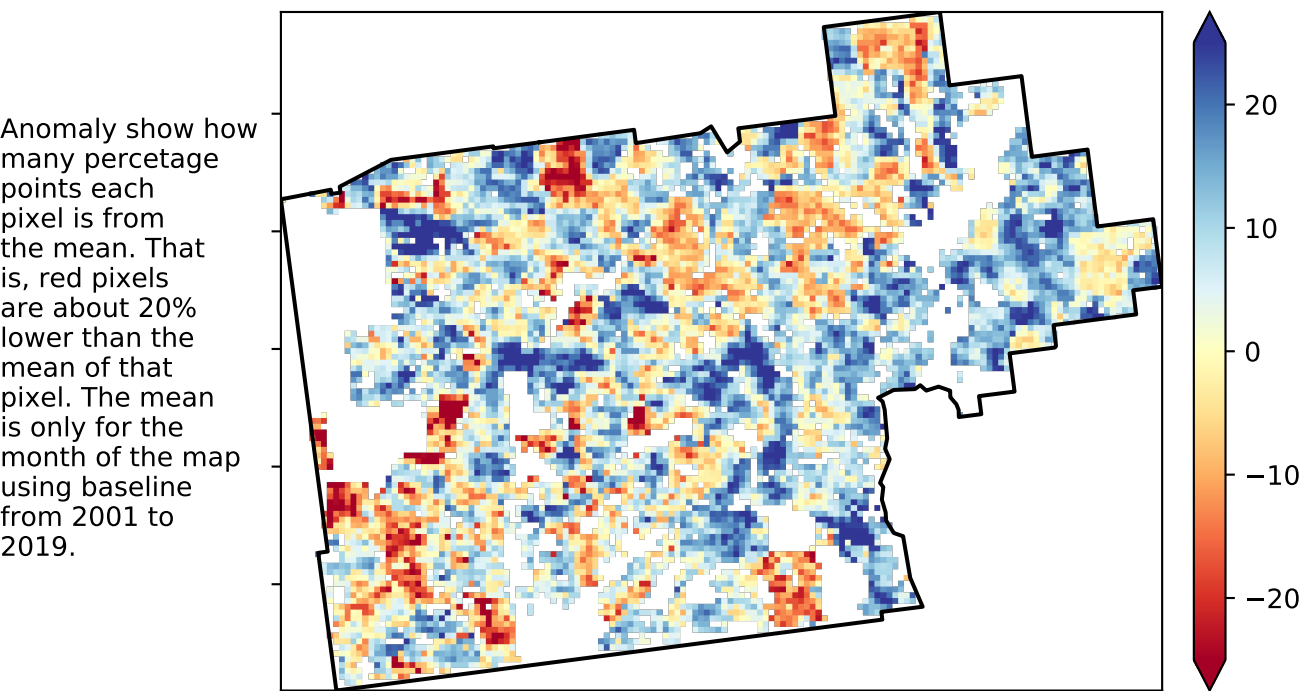 Anomaly show how
many percetage
points each
pixel is from
the mean. That
is, red pixels
are about 20%
lower than the
mean of that
pixel. The mean
is only for the
month of the map
using baseline
from 2001 to
2019.
20
10
0
−10
−20